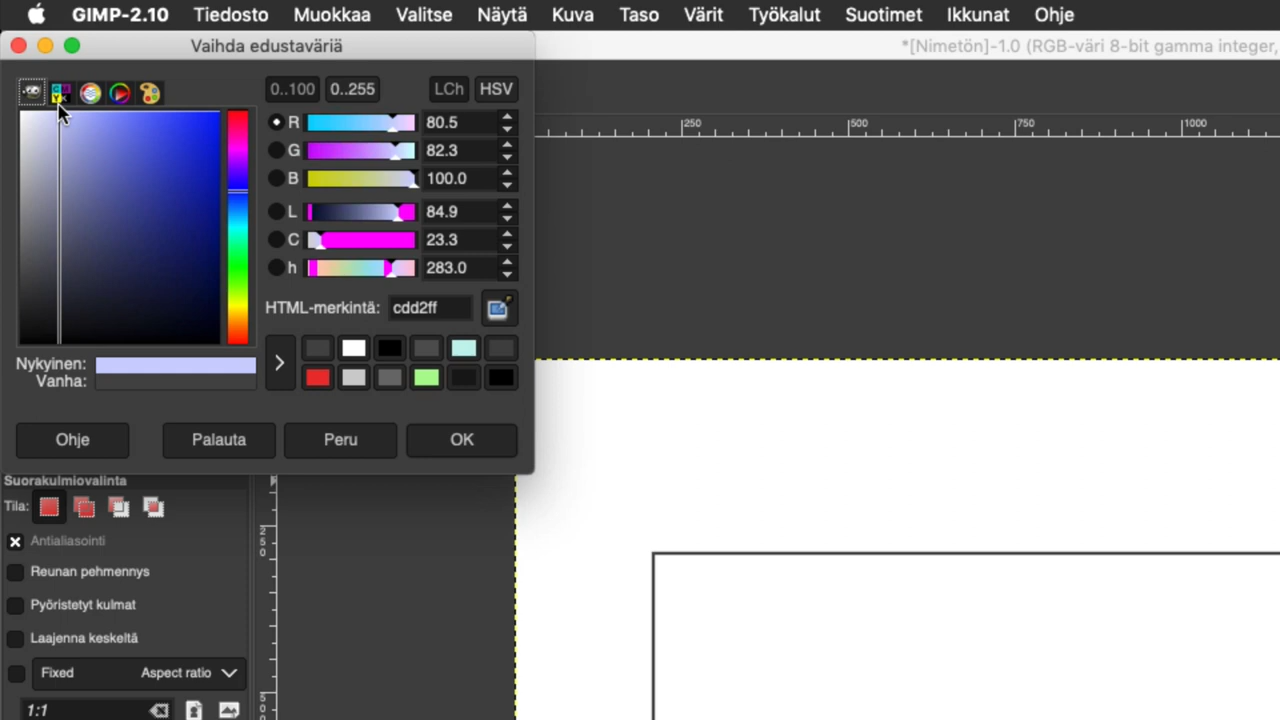 GIMP-2.10 Tiedosto Muokkaa Valitse Näytä Kuva Taso Värit Työkalut Suotimet Ikkunat Ohje
Vaihda edustaväriä
*[Nimetön]-1.0 (RGB-väri 8-bit gamma integer,
0..100 0..255 LCh HSV
R 80.5
G 82.3
B 100.0
L 84.9
C 23.3
h 283.0
HTML-merkintä: cdd2ff
Nykyinen:
Vanha:
Ohje Palauta Peru OK
250 500 750 1000
Suorakulmiovalinta
Tila:
Antialiasointi
Reunan pehmennys
Pyöristetyt kulmat
Laajenna keskeltä
Fixed Aspect ratio
1:1
250